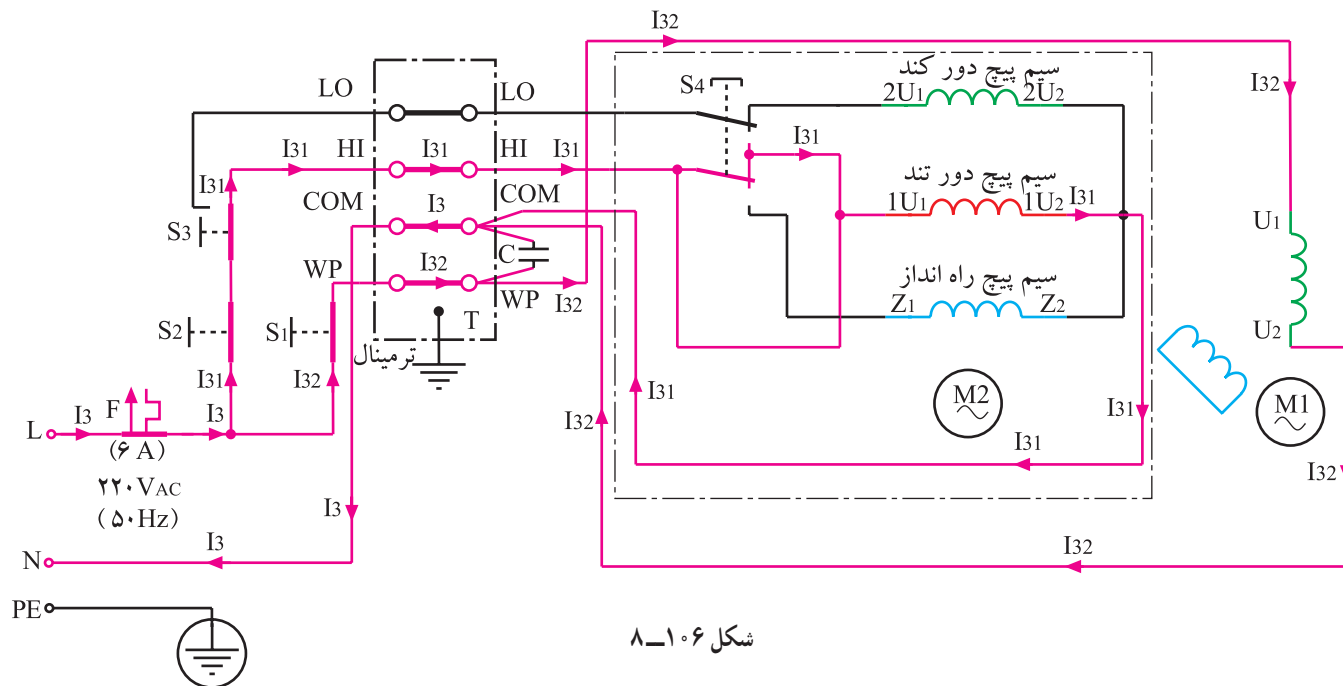 I32
LO
LO
S4
سیم پیچ دور کند
2U1
2U2
I32
I31
HI
I31
HI
I31
I31
I31
COM
I3
COM
سیم پیچ دور تند
1U1
1U2
I31
S3
WP
I32
C
WP
I32
U1
سیم پیچ راه انداز
Z1
Z2
T
S2
S1
ترمینال
U2
I31
I32
I31
M2
I31
M1
L
I3
F
I3
I32
(۶ A)
I31
I32
۲۲۰VAC
(۵۰Hz)
I3
I3
N
I32
PE
شکل ۱۰۶ــ۸